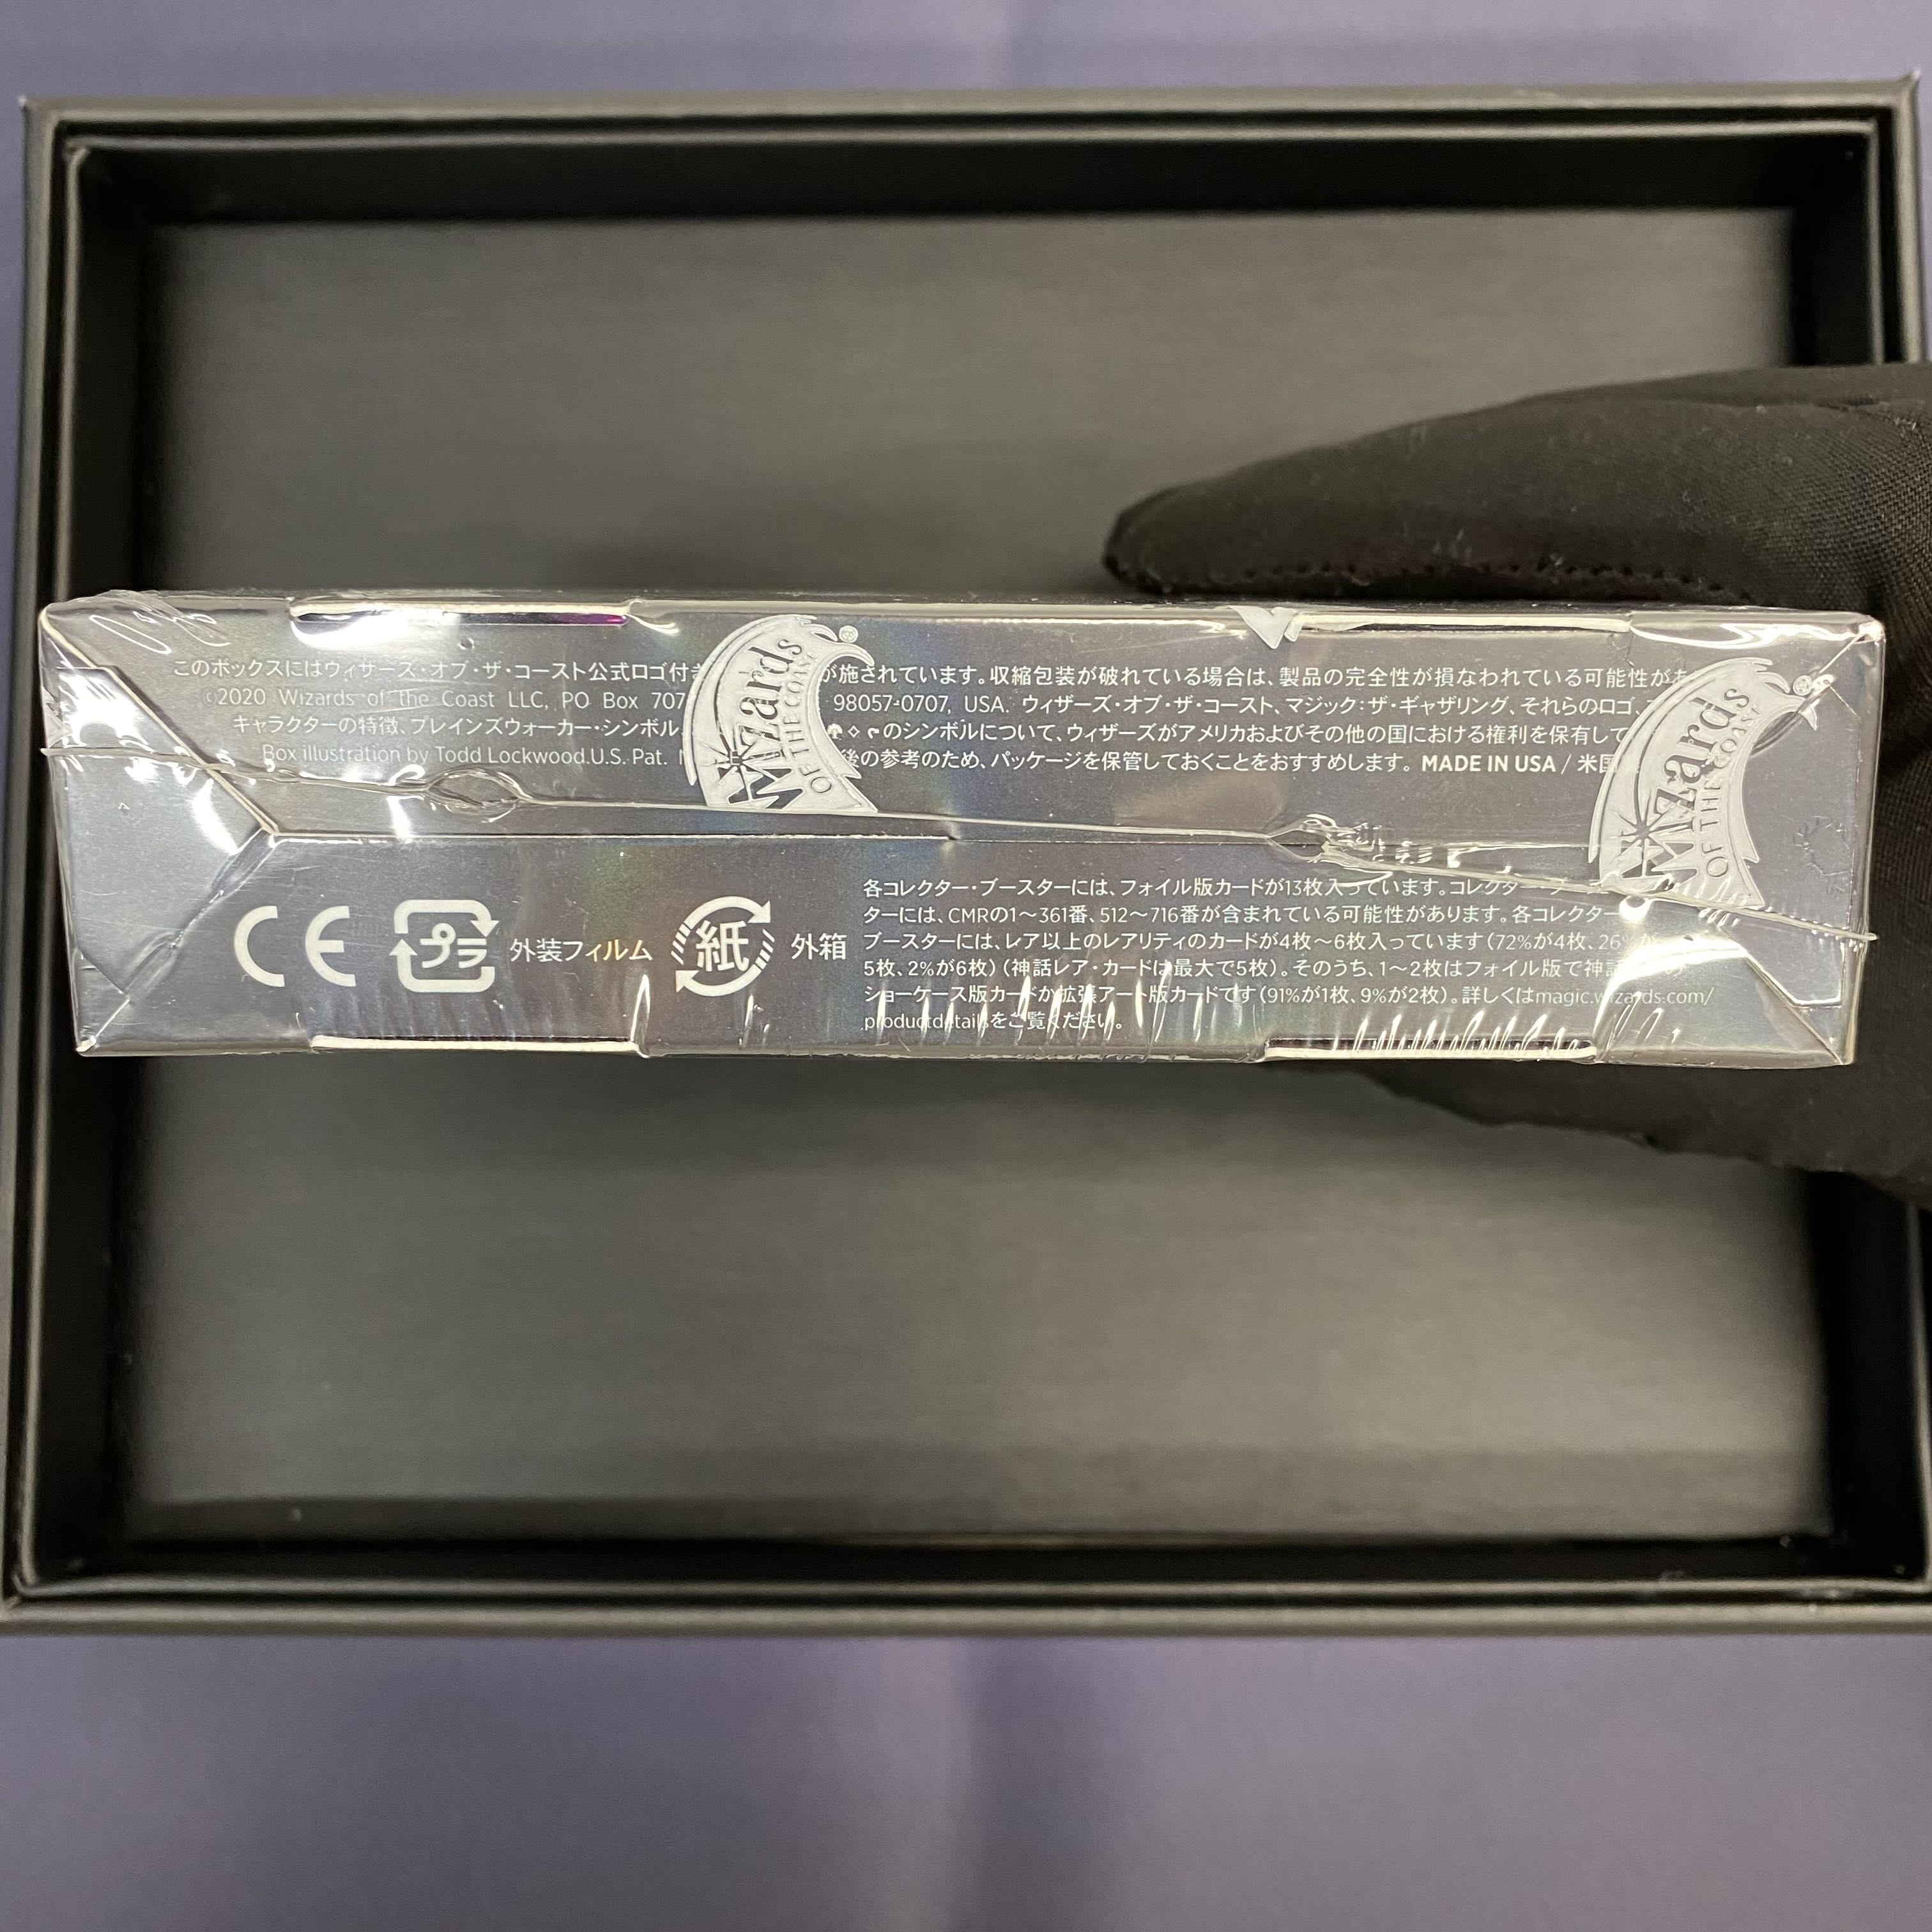 このボックスにはウィザーズ・オブ・ザ・コースト公式ロゴ付き が施されています。収縮包装が破れている場合は、製品の完全性が損なわれている可能性があ
©2020 Wizards of the Coast LLC, PO Box 707 98057-0707, USA. ウィザーズ・オブ・ザ・コースト、マジック:ザ・ギャザリング、それらのロゴ、
キャラクターの特徴、プレインズウォーカー・シンボル、 のシンボルについて、ウィザーズがアメリカおよびその他の国における権利を保有して
Box illustration by Todd Lockwood.U.S. Pat. 後の参考のため、パッケージを保管しておくことをおすすめします。 MADE IN USA / 米国
Wizards
OF THE COAST
®
Wizards
OF THE COAST
®
CE プラ 外装フィルム 紙 外箱
各コレクター・ブースターには、フォイル版カードが13枚入っています。コレクター・ブース
ターには、CMRの1〜361番、512〜716番が含まれている可能性があります。各コレクター
ブースターには、レア以上のレアリティのカードが4枚〜6枚入っています(72%が4枚、26%が
5枚、2%が6枚)(神話レア・カードは最大で5枚)。そのうち、1〜2枚はフォイル版で神話
ショーケース版カードか拡張アート版カードです(91%が1枚、9%が2枚)。詳しくはmagic.wizards.com/
productdetailsをご覧ください。